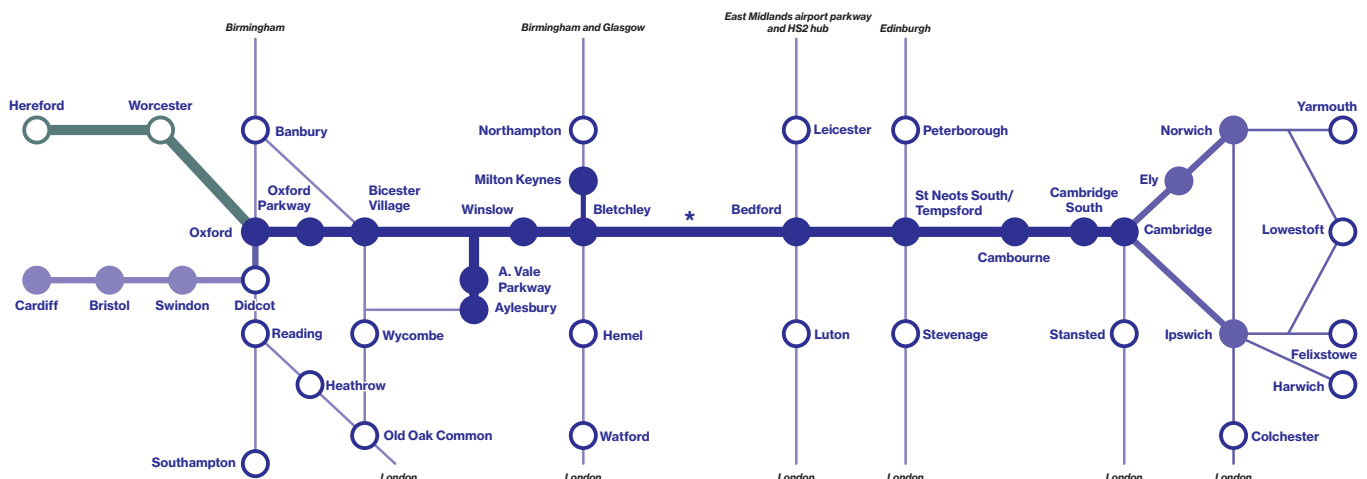 East Midlands airport parkway
and HS2 hub
Birmingham
Birmingham and Glasgow
Edinburgh
Hereford
Worcester
Banbury
Northampton
Leicester
Peterborough
Norwich
Yarmouth
Milton Keynes
Ely
Oxford
Parkway
Bicester
Village
Winslow
Bletchley
*
Bedford
St Neots South/
Tempsford
Cambridge
South
Oxford
Cambridge
Lowestoft
Cambourne
A. Vale
Parkway
Aylesbury
Cardiff
Bristol
Swindon
Didcot
Reading
Wycombe
Hemel
Luton
Stevenage
Stansted
Ipswich
Felixstowe
Heathrow
Harwich
Old Oak Common
Watford
Colchester
Southampton
London
London
London
London
London
London